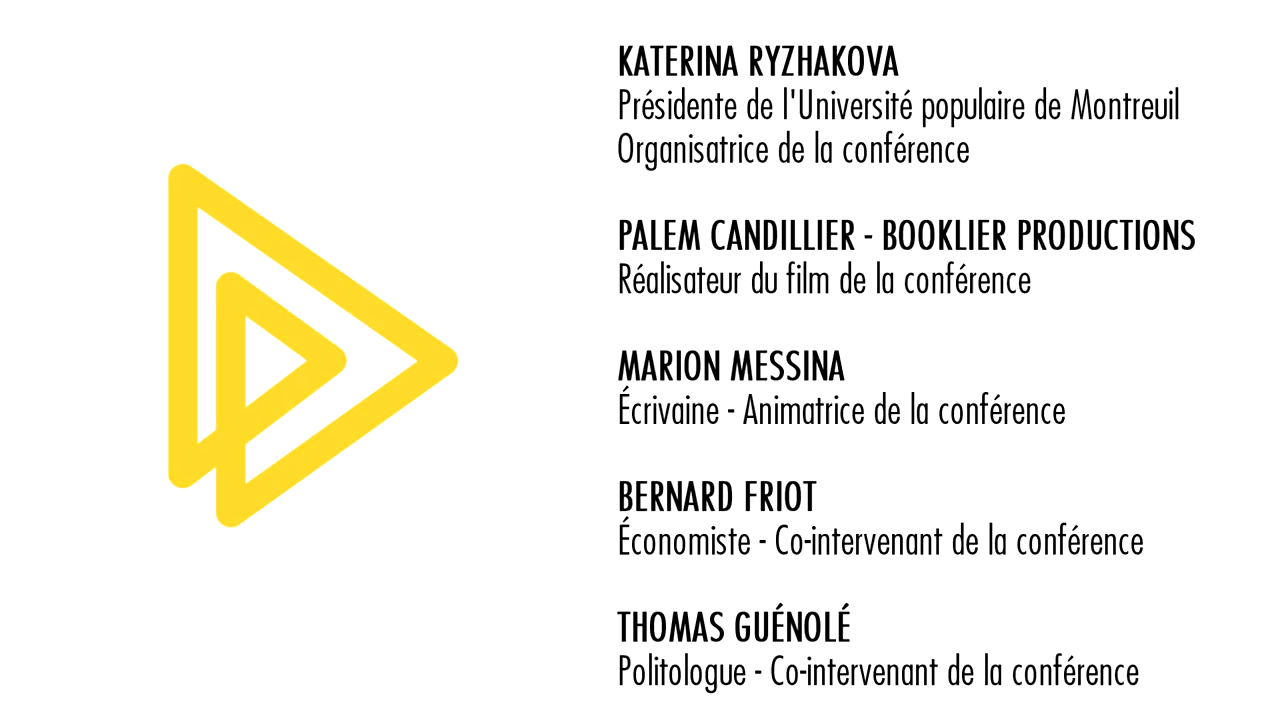 KATERINA RYZHAKOVA
Présidente de l'Université populaire de Montreuil
Organisatrice de la conférence
PALEM CANDILLIER - BOOKLIER PRODUCTIONS
Réalisateur du film de la conférence
MARION MESSINA
Écrivaine - Animatrice de la conférence
BERNARD FRIOT
Économiste - Co-intervenant de la conférence
THOMAS GUÉNOLÉ
Politologue - Co-intervenant de la conférence